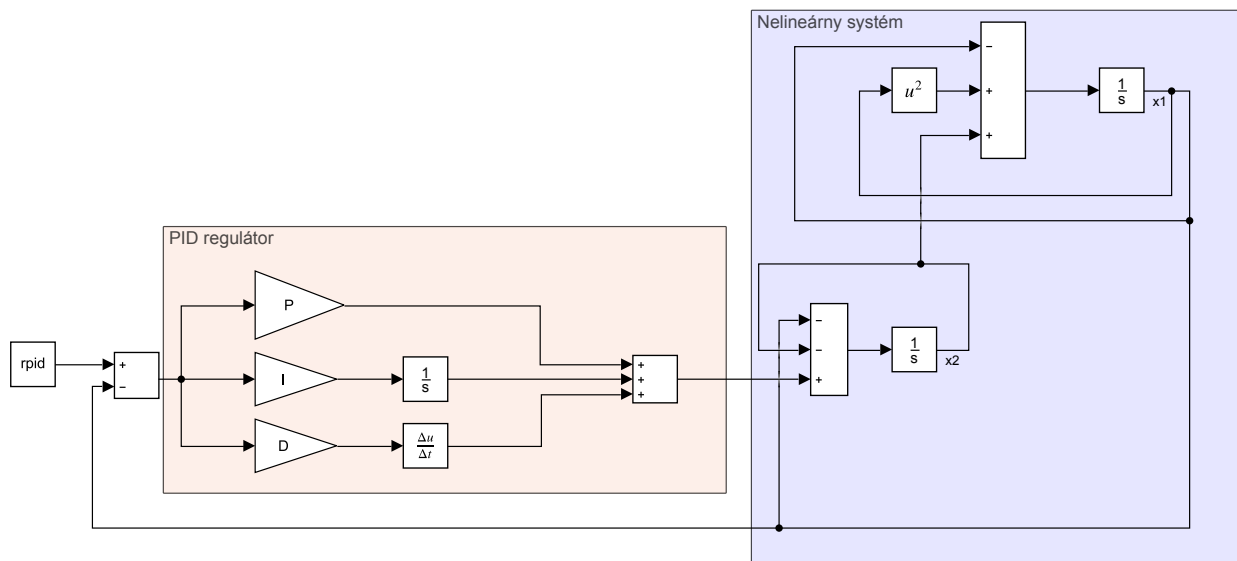 Nelineárny systém
−
u²
+
+
1/s
x1
PID regulátor
P
rpid
+
−
I
1/s
D
Δu/Δt
+
+
+
−
−
+
1/s
x2